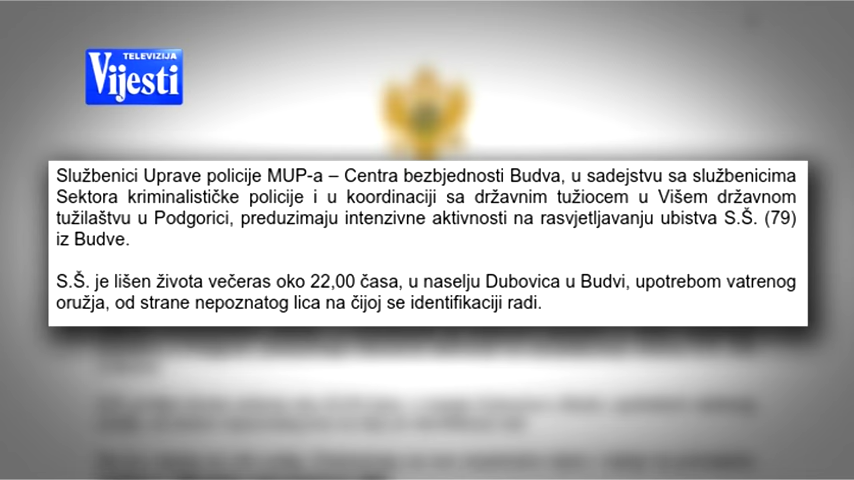 TELEVIZIJA
Vijesti
Službenici Uprave policije MUP-a – Centra bezbjednosti Budva, u sadejstvu sa službenicima
Sektora kriminalističke policije i u koordinaciji sa državnim tužiocem u Višem državnom
tužilaštvu u Podgorici, preduzimaju intenzivne aktivnosti na rasvjetljavanju ubistva S.Š. (79)
iz Budve.
S.Š. je lišen života večeras oko 22,00 časa, u naselju Dubovica u Budvi, upotrebom vatrenog
oružja, od strane nepoznatog lica na čijoj se identifikaciji radi.